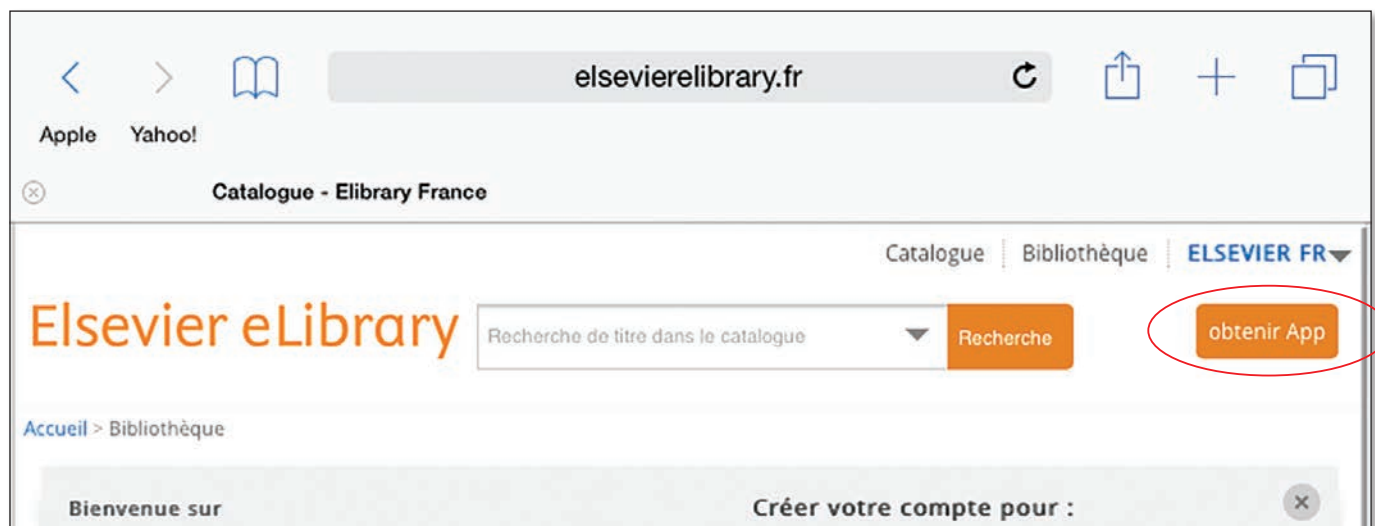 elsevierelibrary.fr
Apple Yahoo!
Catalogue - Elibrary France
Catalogue Bibliothèque ELSEVIER FR
Elsevier eLibrary Recherche de titre dans le catalogue Recherche obtenir App
Accueil > Bibliothèque
Bienvenue sur Créer votre compte pour :